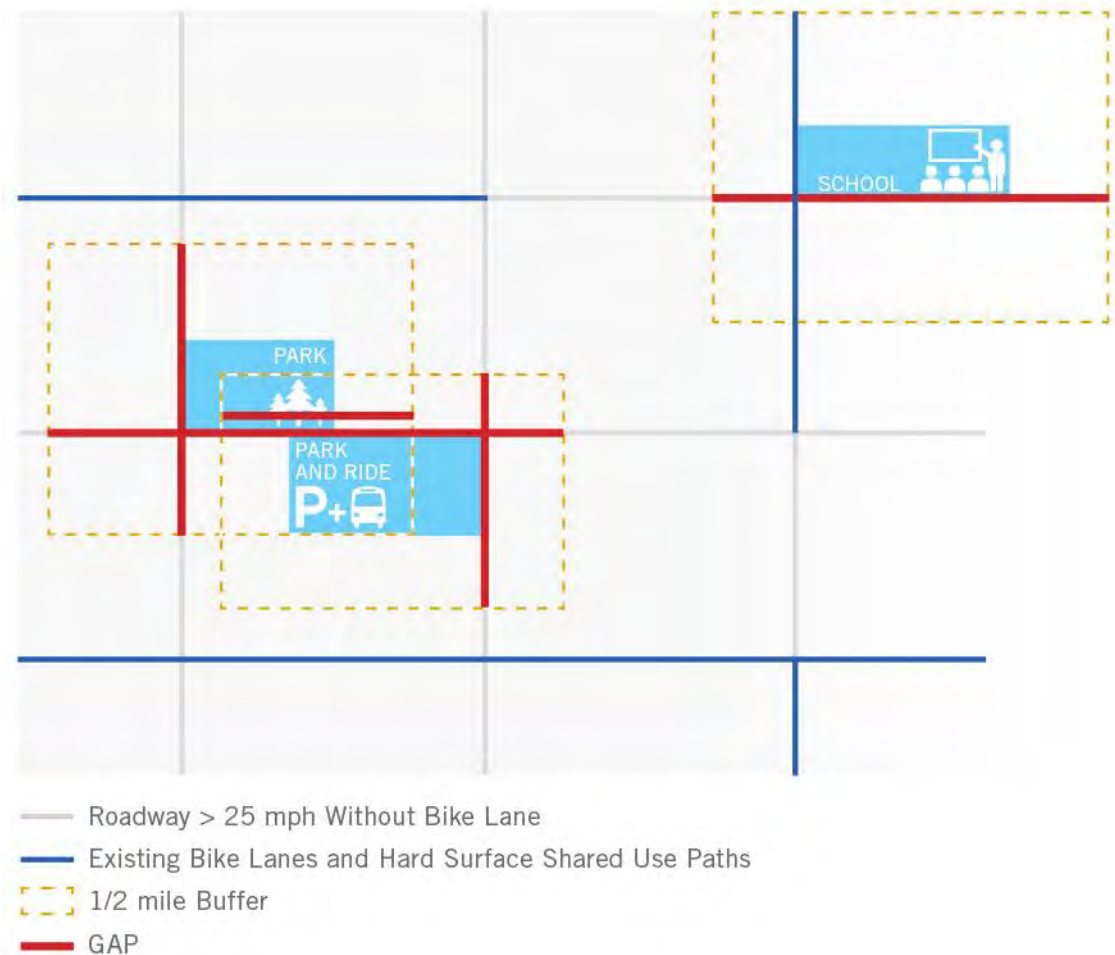 SCHOOL
PARK
PARK
AND RIDE
P+
Roadway > 25 mph Without Bike Lane
Existing Bike Lanes and Hard Surface Shared Use Paths
1/2 mile Buffer
GAP